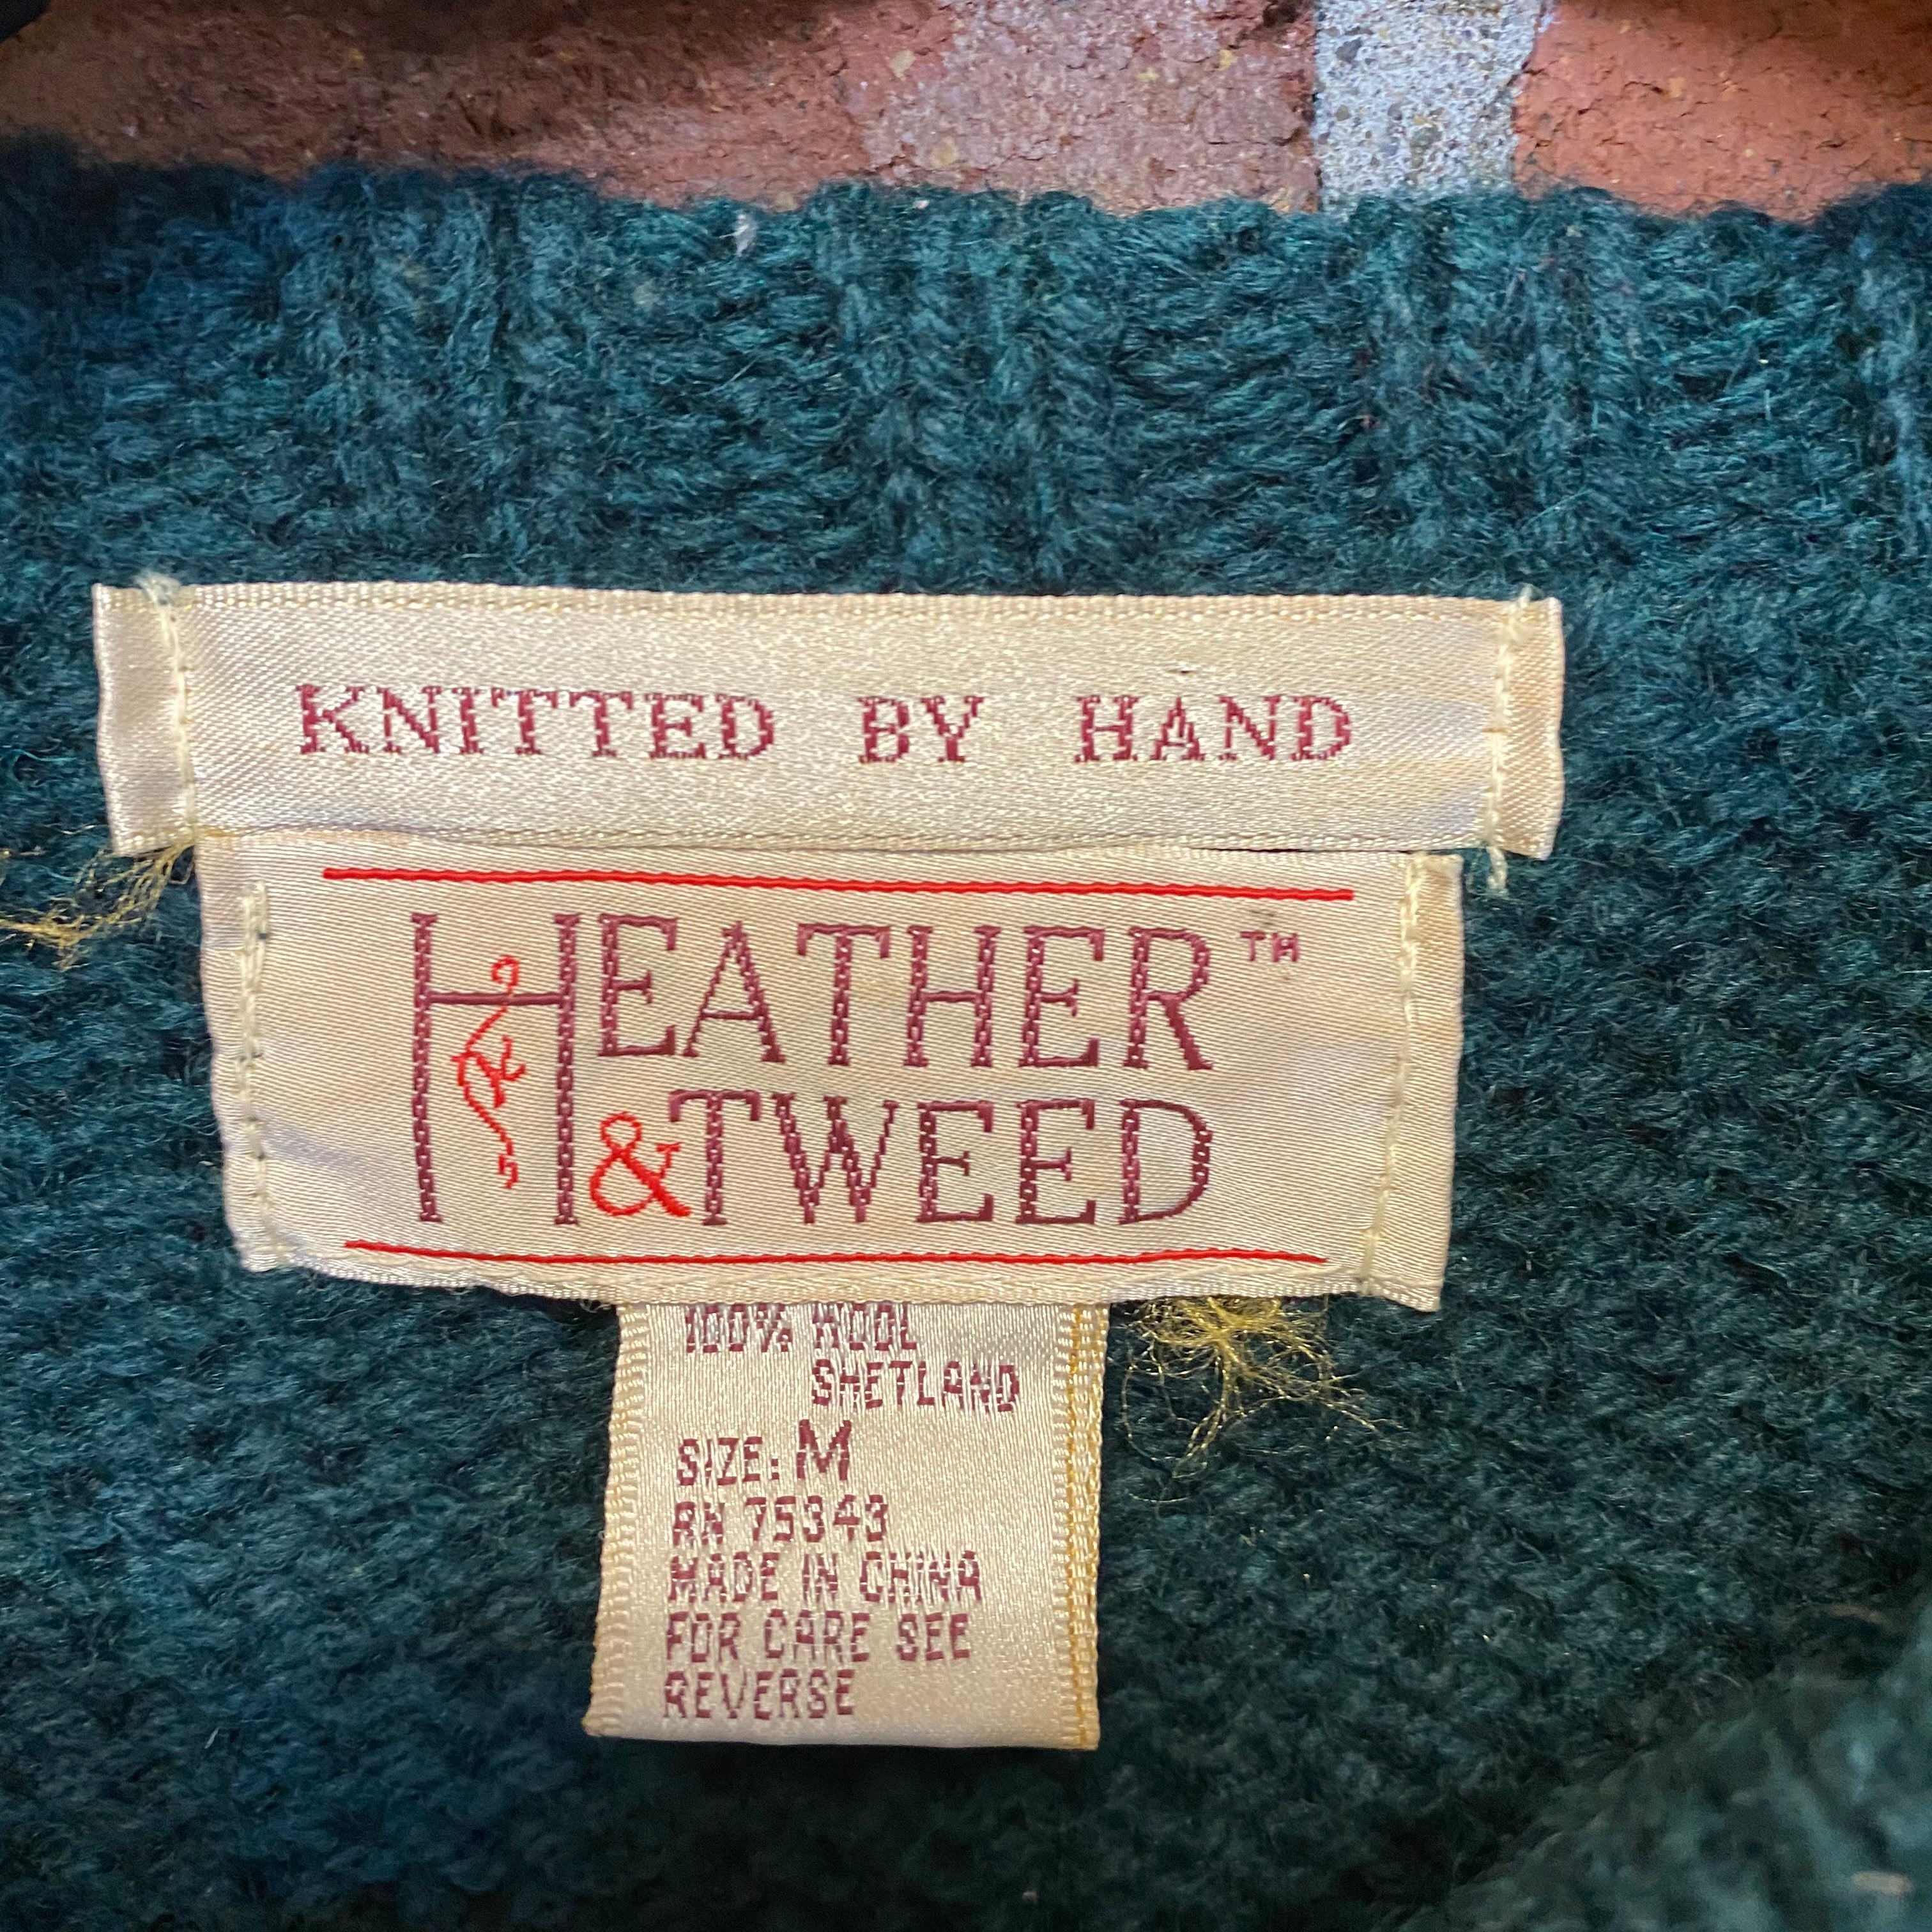 KNITTED BY HAND
HEATHER™
& TWEED
100% WOOL
SHETLAND
SIZE: M
RN 75343
MADE IN CHINA
FOR CARE SEE
REVERSE